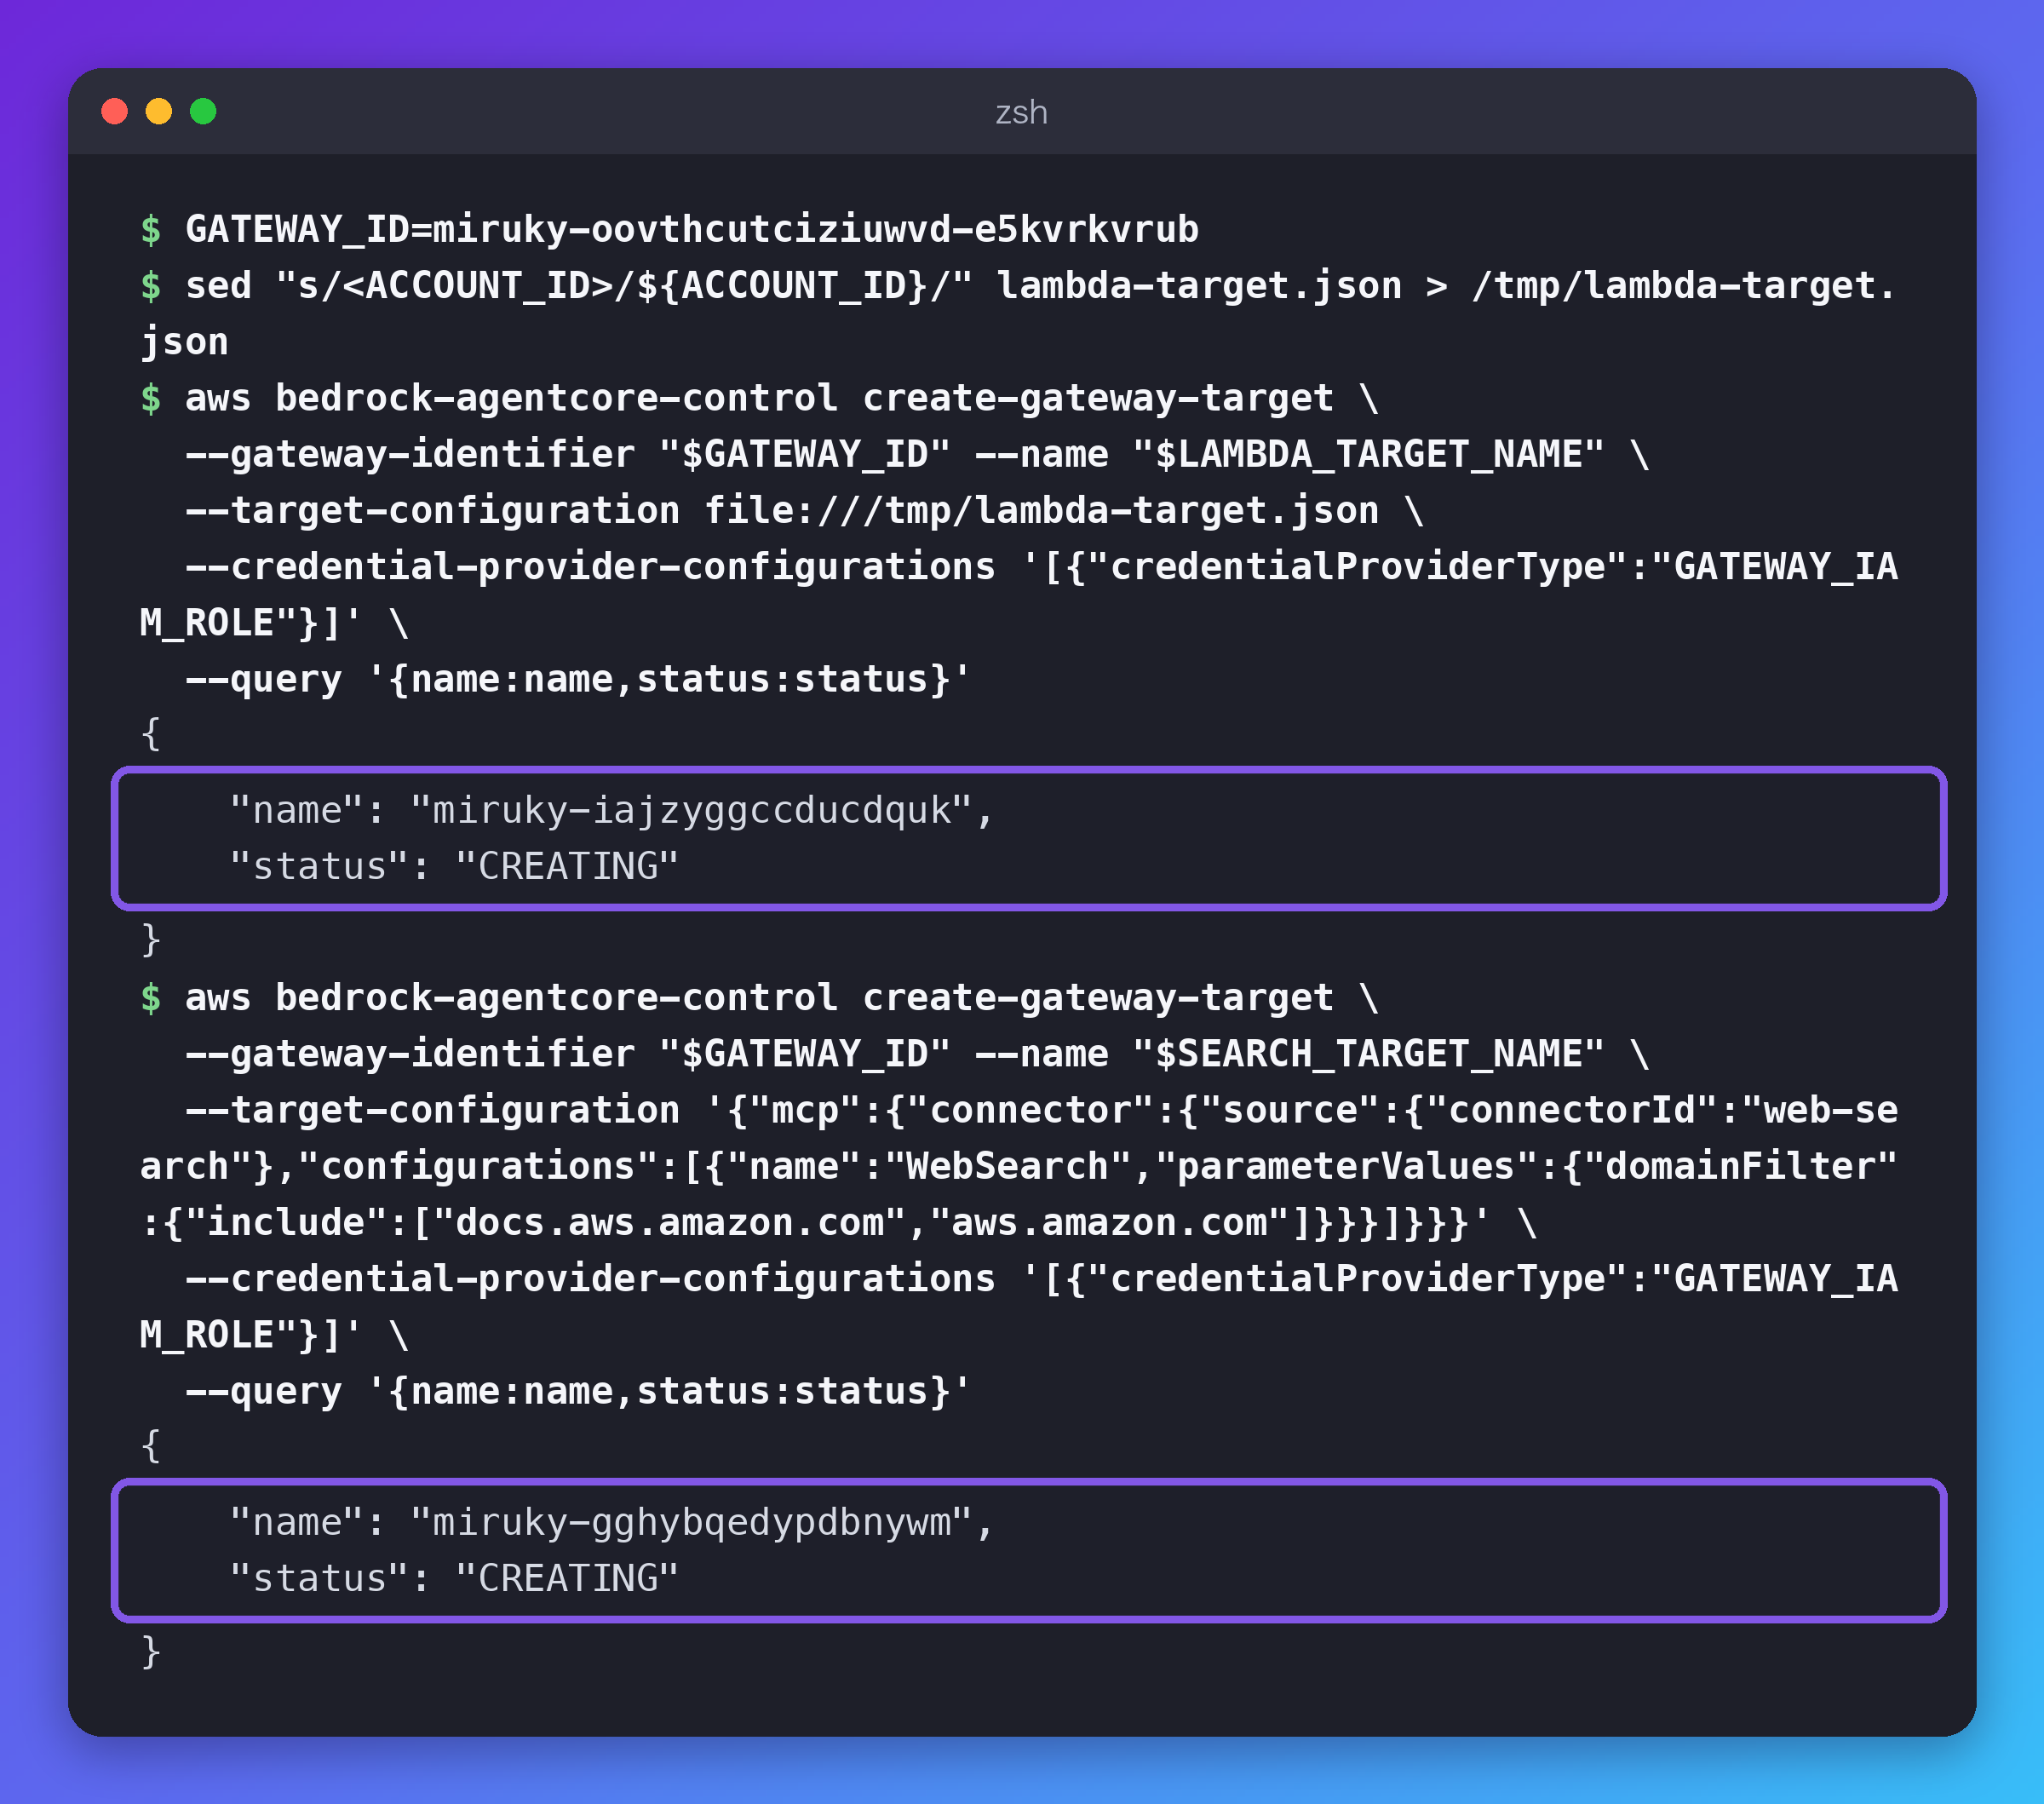 zsh
$ GATEWAY_ID=miruky-oovthcutciziuwvd-e5kvrkvrub
$ sed "s/<ACCOUNT_ID>/${ACCOUNT_ID}/" lambda-target.json > /tmp/lambda-target.
json
$ aws bedrock-agentcore-control create-gateway-target \
  --gateway-identifier "$GATEWAY_ID" --name "$LAMBDA_TARGET_NAME" \
  --target-configuration file:///tmp/lambda-target.json \
  --credential-provider-configurations '[{"credentialProviderType":"GATEWAY_IA
M_ROLE"}]' \
  --query '{name:name,status:status}'
{
    "name": "miruky-iajzyggccducdquk",
    "status": "CREATING"
}
$ aws bedrock-agentcore-control create-gateway-target \
  --gateway-identifier "$GATEWAY_ID" --name "$SEARCH_TARGET_NAME" \
  --target-configuration '{"mcp":{"connector":{"source":{"connectorId":"web-se
arch"},"configurations":[{"name":"WebSearch","parameterValues":{"domainFilter"
:{"include":["docs.aws.amazon.com","aws.amazon.com"]}}}]}}}' \
  --credential-provider-configurations '[{"credentialProviderType":"GATEWAY_IA
M_ROLE"}]' \
  --query '{name:name,status:status}'
{
    "name": "miruky-gghybqedypdbnywm",
    "status": "CREATING"
}